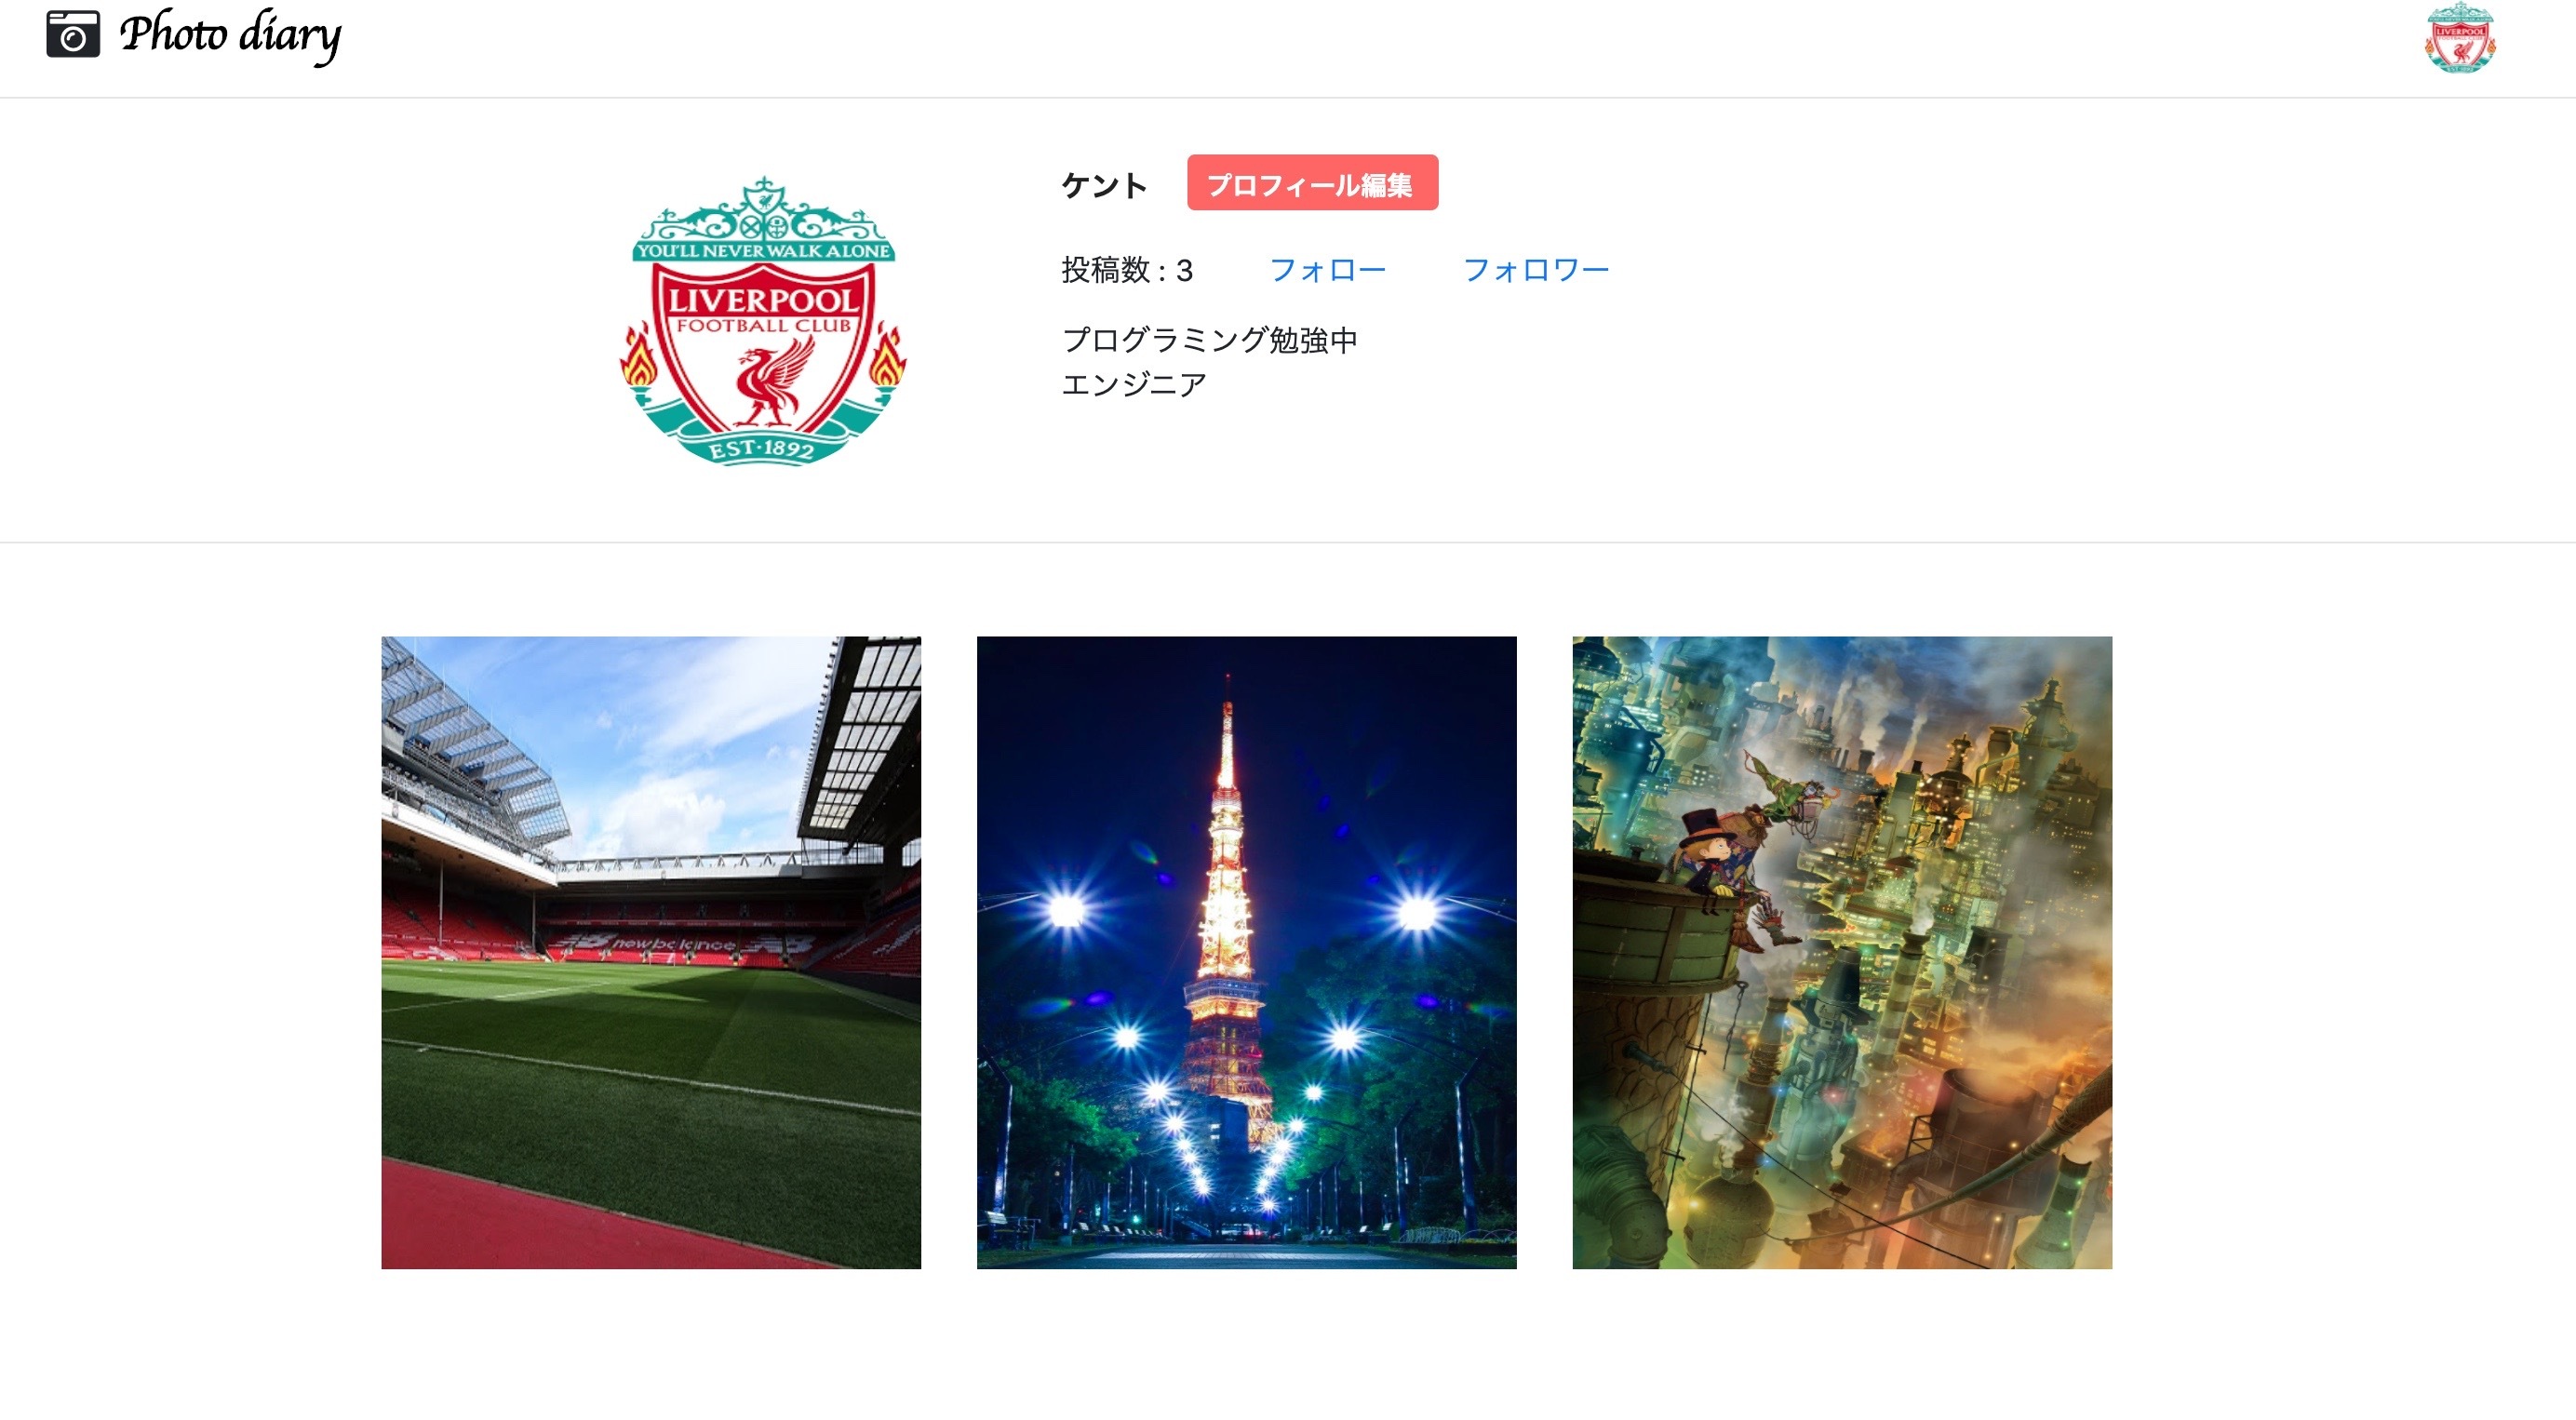 Photo diary
LIVERPOOL
ケント
プロフィール編集
YOU'LL NEVER WALK ALONE
LIVERPOOL
FOOTBALL CLUB
EST·1892
投稿数 : 3
フォロー
フォロワー
プログラミング勉強中
エンジニア
new balance